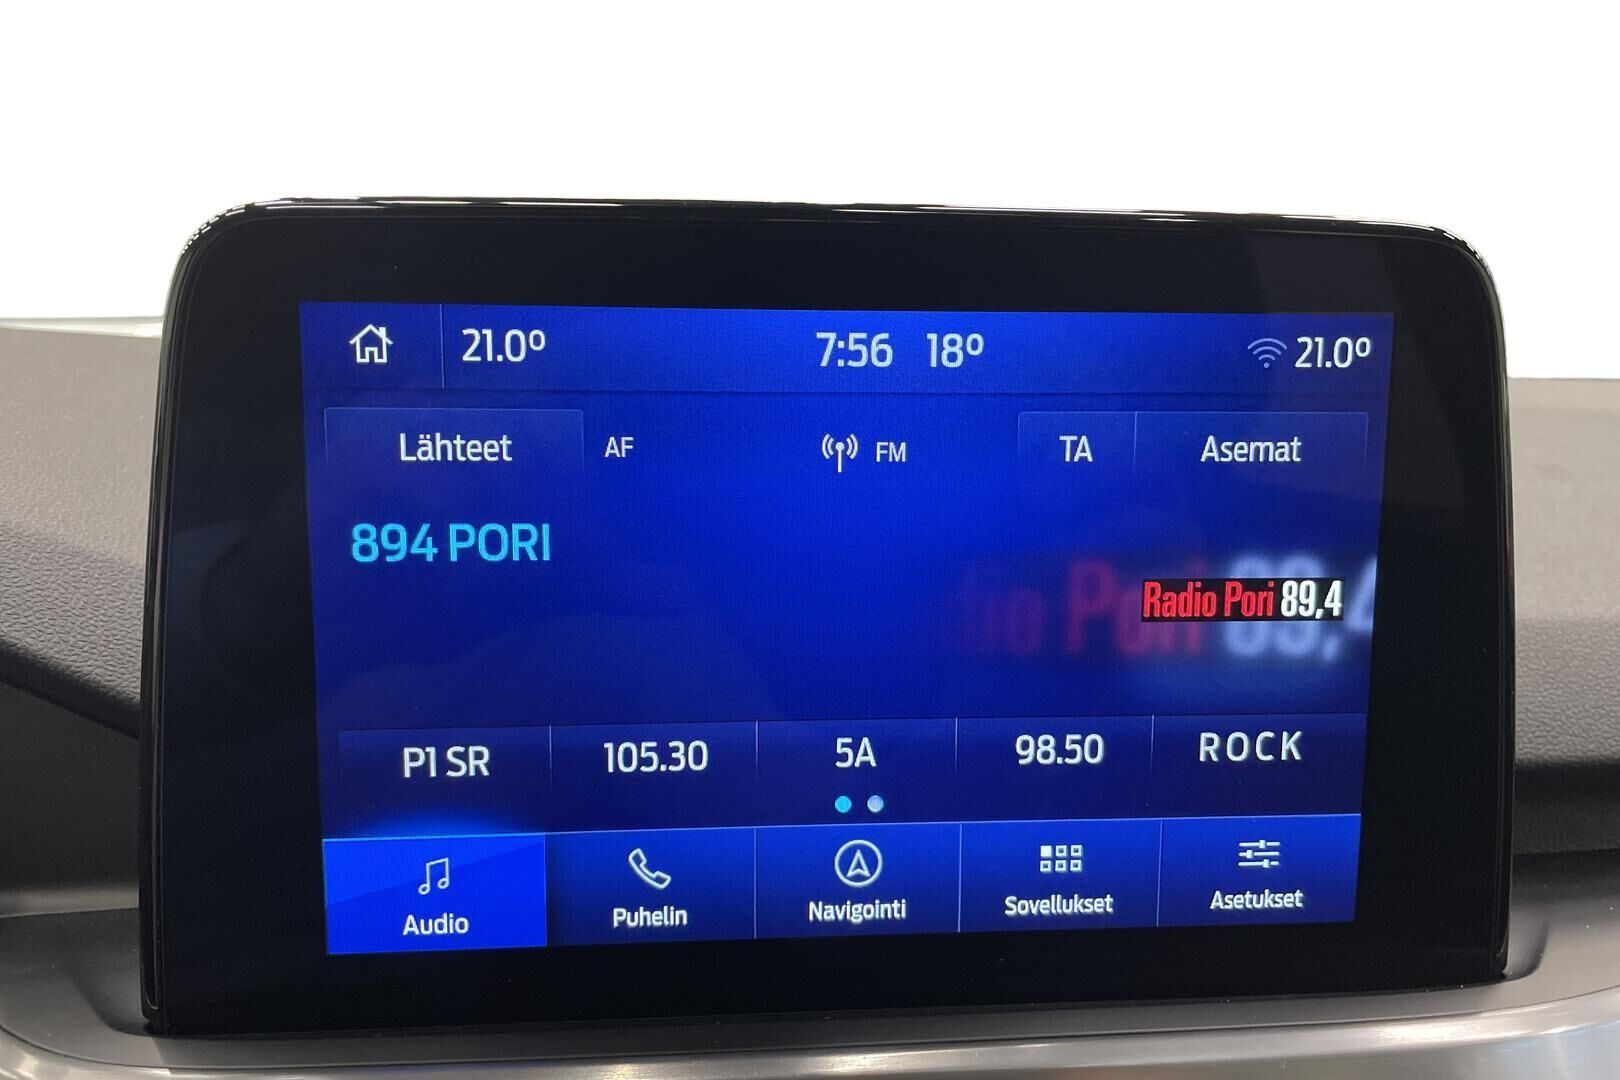 21.0º 7:56 18º 21.0º
Lähteet AF FM TA Asemat
894 PORI
Radio Pori 89,4
P1 SR 105.30 5A 98.50 ROCK
Audio Puhelin Navigointi Sovellukset Asetukset